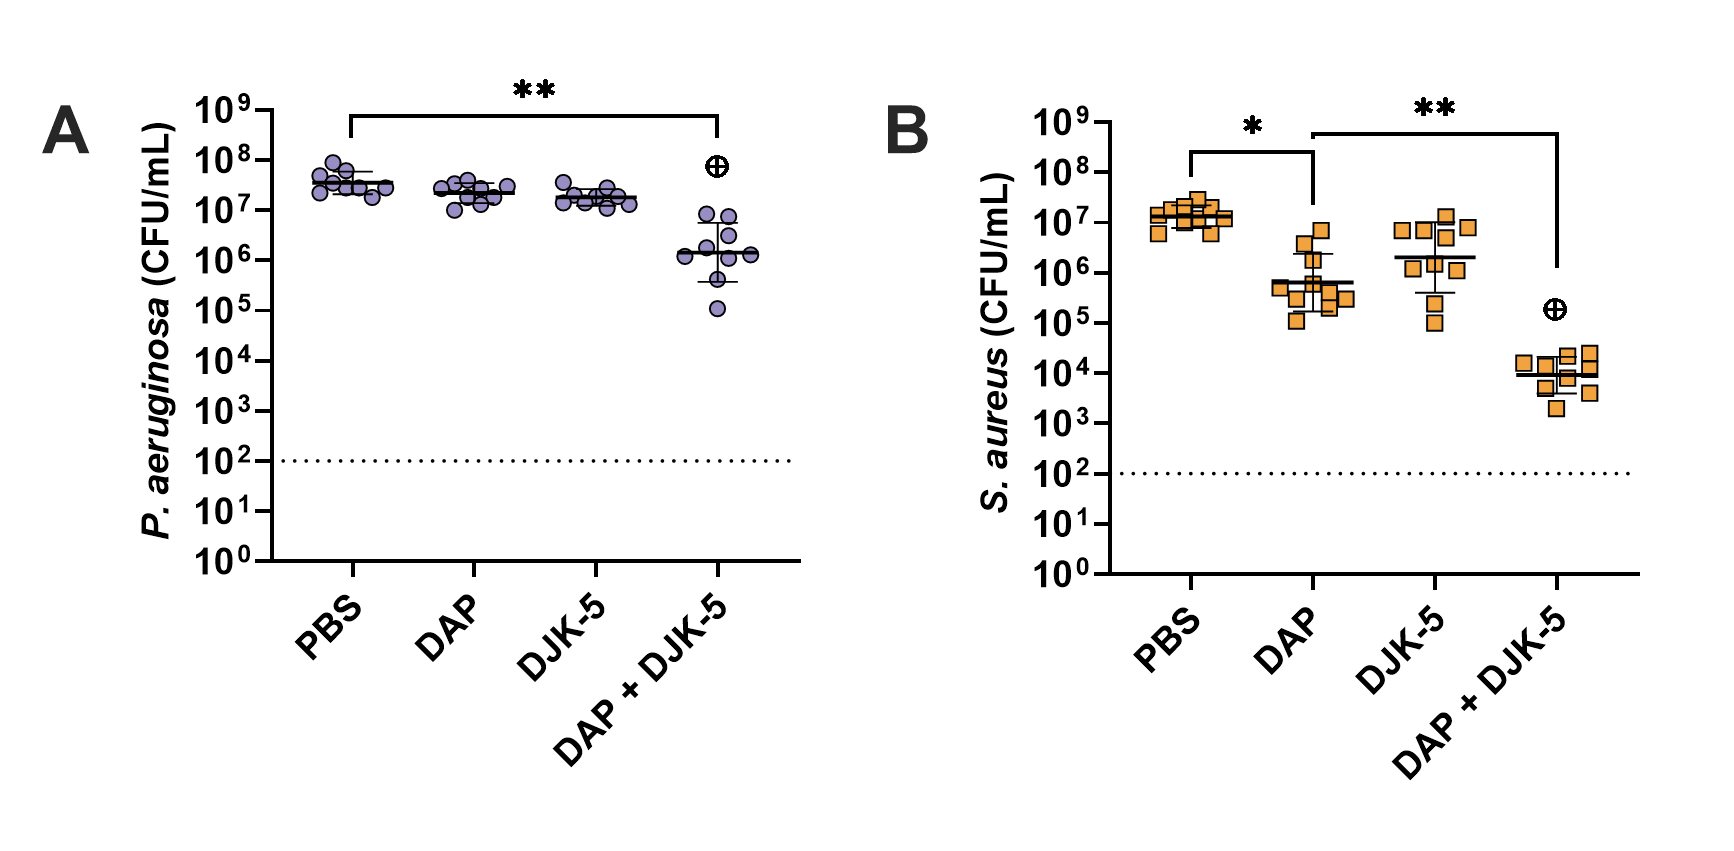 A
**
P. aeruginosa (CFU/mL)
10⁹
10⁸
10⁷
10⁶
10⁵
10⁴
10³
10²
10¹
10⁰
PBS
DAP
DJK-5
DAP + DJK-5
B
*
**
S. aureus (CFU/mL)
10⁹
10⁸
10⁷
10⁶
10⁵
10⁴
10³
10²
10¹
10⁰
PBS
DAP
DJK-5
DAP + DJK-5